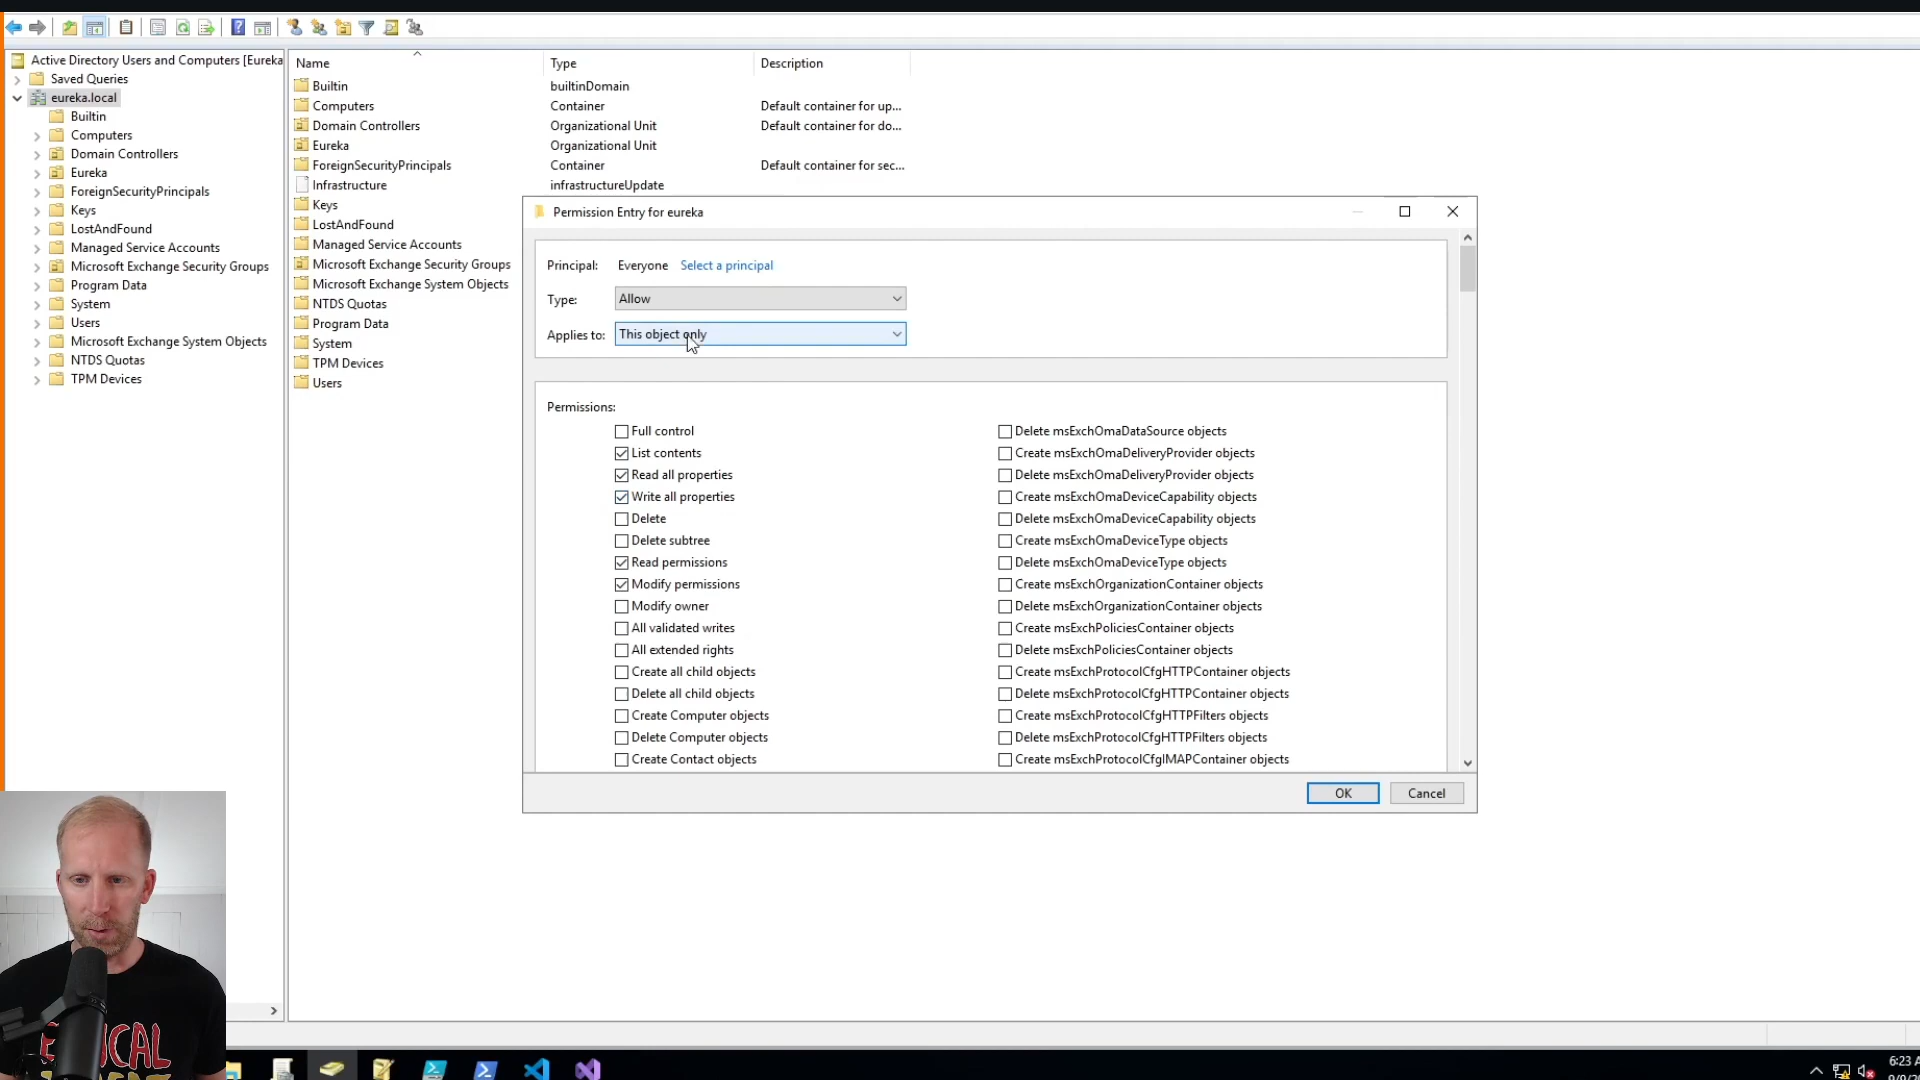 Active Directory Users and Computers [Eureka
Saved Queries
eureka.local
Builtin
Computers
Domain Controllers
Eureka
ForeignSecurityPrincipals
Keys
LostAndFound
Managed Service Accounts
Microsoft Exchange Security Groups
Program Data
System
Users
Microsoft Exchange System Objects
NTDS Quotas
TPM Devices
Name Type Description
Builtin builtinDomain
Computers Container Default container for up...
Domain Controllers Organizational Unit Default container for do...
Eureka Organizational Unit
ForeignSecurityPrincipals Container Default container for sec...
Infrastructure infrastructureUpdate
Keys
LostAndFound
Managed Service Accounts
Microsoft Exchange Security Groups
Microsoft Exchange System Objects
NTDS Quotas
Program Data
System
TPM Devices
Users
Permission Entry for eureka
Principal: Everyone Select a principal
Type: Allow
Applies to: This object only
Permissions:
Full control
List contents
Read all properties
Write all properties
Delete
Delete subtree
Read permissions
Modify permissions
Modify owner
All validated writes
All extended rights
Create all child objects
Delete all child objects
Create Computer objects
Delete Computer objects
Create Contact objects
Delete msExchOmaDataSource objects
Create msExchOmaDeliveryProvider objects
Delete msExchOmaDeliveryProvider objects
Create msExchOmaDeviceCapability objects
Delete msExchOmaDeviceCapability objects
Create msExchOmaDeviceType objects
Delete msExchOmaDeviceType objects
Create msExchOrganizationContainer objects
Delete msExchOrganizationContainer objects
Create msExchPoliciesContainer objects
Delete msExchPoliciesContainer objects
Create msExchProtocolCfgHTTPContainer objects
Delete msExchProtocolCfgHTTPContainer objects
Create msExchProtocolCfgHTTPFilters objects
Delete msExchProtocolCfgHTTPFilters objects
Create msExchProtocolCfgIMAPContainer objects
OK Cancel
6:23 A